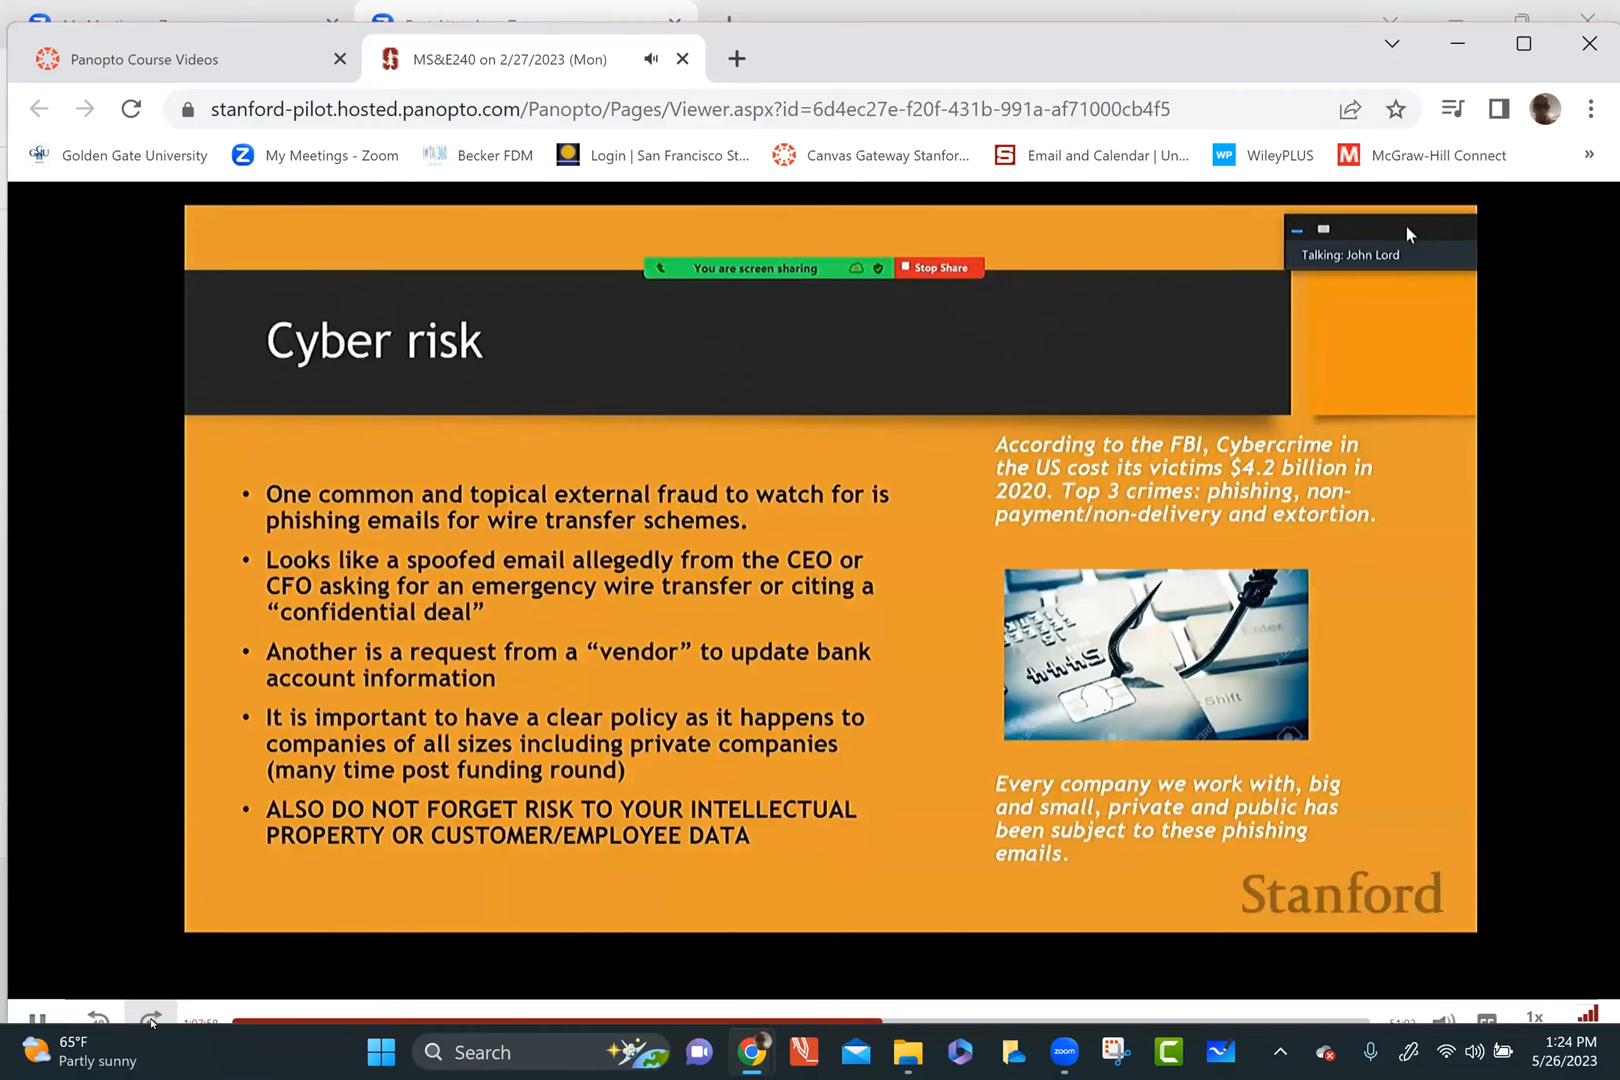 Panopto Course Videos
MS&E240 on 2/27/2023 (Mon)
stanford-pilot.hosted.panopto.com/Panopto/Pages/Viewer.aspx?id=6d4ec27e-f20f-431b-991a-af71000cb4f5
Golden Gate University
My Meetings - Zoom
Becker FDM
Login | San Francisco St...
Canvas Gateway Stanfor...
Email and Calendar | Un...
WP WileyPLUS
McGraw-Hill Connect
You are screen sharing
Stop Share
Talking: John Lord
Cyber risk
• One common and topical external fraud to watch for is
phishing emails for wire transfer schemes.
• Looks like a spoofed email allegedly from the CEO or
CFO asking for an emergency wire transfer or citing a
“confidential deal”
• Another is a request from a “vendor” to update bank
account information
• It is important to have a clear policy as it happens to
companies of all sizes including private companies
(many time post funding round)
• ALSO DO NOT FORGET RISK TO YOUR INTELLECTUAL
PROPERTY OR CUSTOMER/EMPLOYEE DATA
According to the FBI, Cybercrime in
the US cost its victims $4.2 billion in
2020. Top 3 crimes: phishing, non-
payment/non-delivery and extortion.
Enter
Shift
Every company we work with, big
and small, private and public has
been subject to these phishing
emails.
Stanford
1x
65°F
Partly sunny
Search
zoom
1:24 PM
5/26/2023